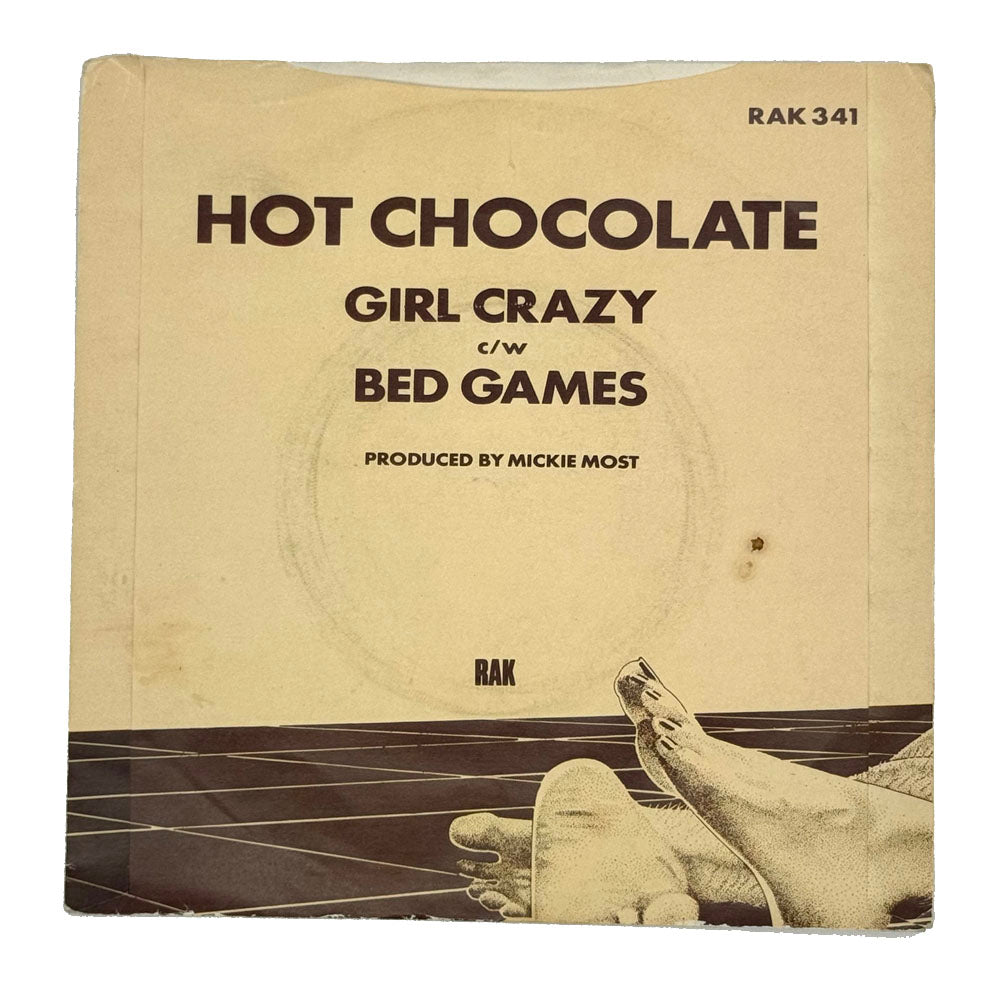 RAK 341
HOT CHOCOLATE
GIRL CRAZY
c/w
BED GAMES
PRODUCED BY MICKIE MOST
RAK